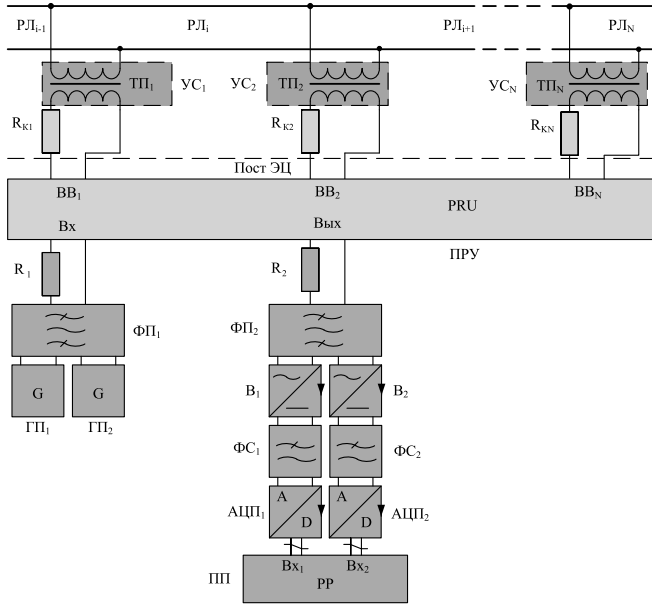 РЛi-1 РЛi РЛi+1 РЛN
ТП1 УС1 УС2 ТП2 УСN ТПN
RК1 RК2 RКN
Пост ЭЦ
ВВ1 ВВ2 ВВN
PRU
Вх Вых
ПРУ
R1 R2
ФП1 ФП2
G G В1 В2
ГП1 ГП2
ФС1 ФС2
АЦП1 A D A D АЦП2
Вх1 Вх2
ПП PP